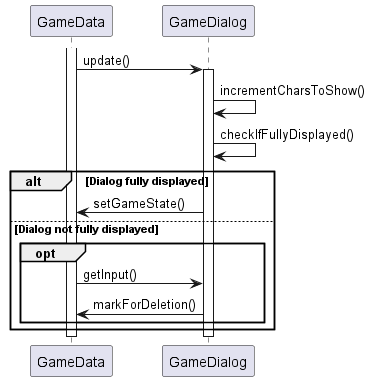 GameData GameDialog
update()
incrementCharsToShow()
checkIfFullyDisplayed()
alt [Dialog fully displayed]
setGameState()
[Dialog not fully displayed]
opt
getInput()
markForDeletion()
GameData GameDialog